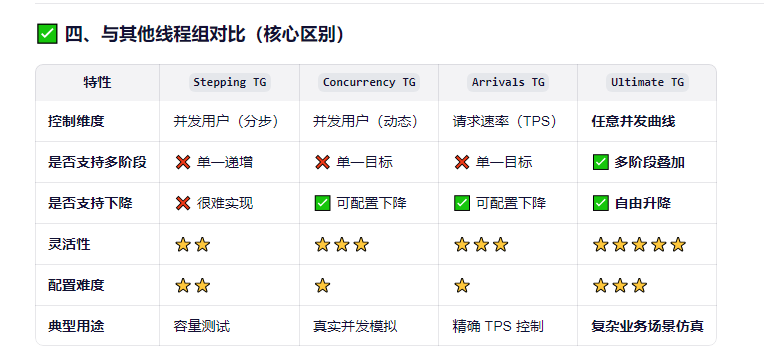 ✅ 四、与其他线程组对比（核心区别）
特性 Stepping TG Concurrency TG Arrivals TG Ultimate TG
控制维度 并发用户（分步） 并发用户（动态） 请求速率（TPS） 任意并发曲线
是否支持多阶段 ❌ 单一递增 ❌ 单一目标 ❌ 单一目标 ✅ 多阶段叠加
是否支持下降 ❌ 很难实现 ✅ 可配置下降 ✅ 可配置下降 ✅ 自由升降
灵活性 ⭐⭐ ⭐⭐⭐ ⭐⭐⭐ ⭐⭐⭐⭐⭐
配置难度 ⭐⭐ ⭐ ⭐ ⭐⭐⭐
典型用途 容量测试 真实并发模拟 精确 TPS 控制 复杂业务场景仿真